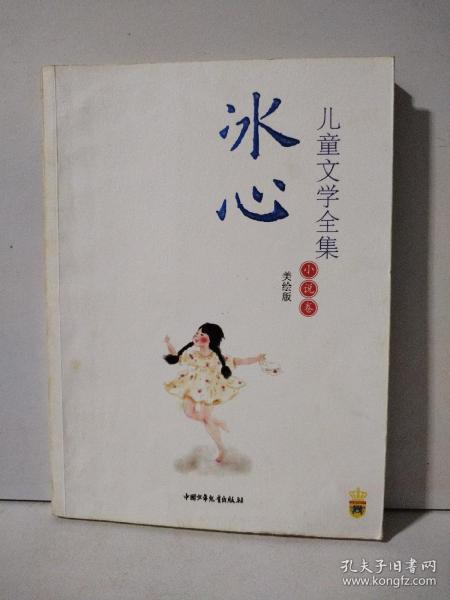 冰心
儿童文学全集
小说卷
美绘版
中国少年儿童出版社
孔夫子旧书网
www.kongfz.com